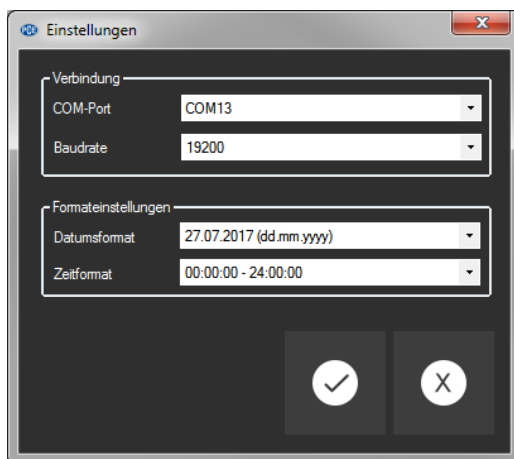 Einstellungen
Verbindung
COM-Port COM13
Baudrate 19200
Formateinstellungen
Datumsformat 27.07.2017 (dd.mm.yyyy)
Zeitformat 00:00:00 - 24:00:00
X